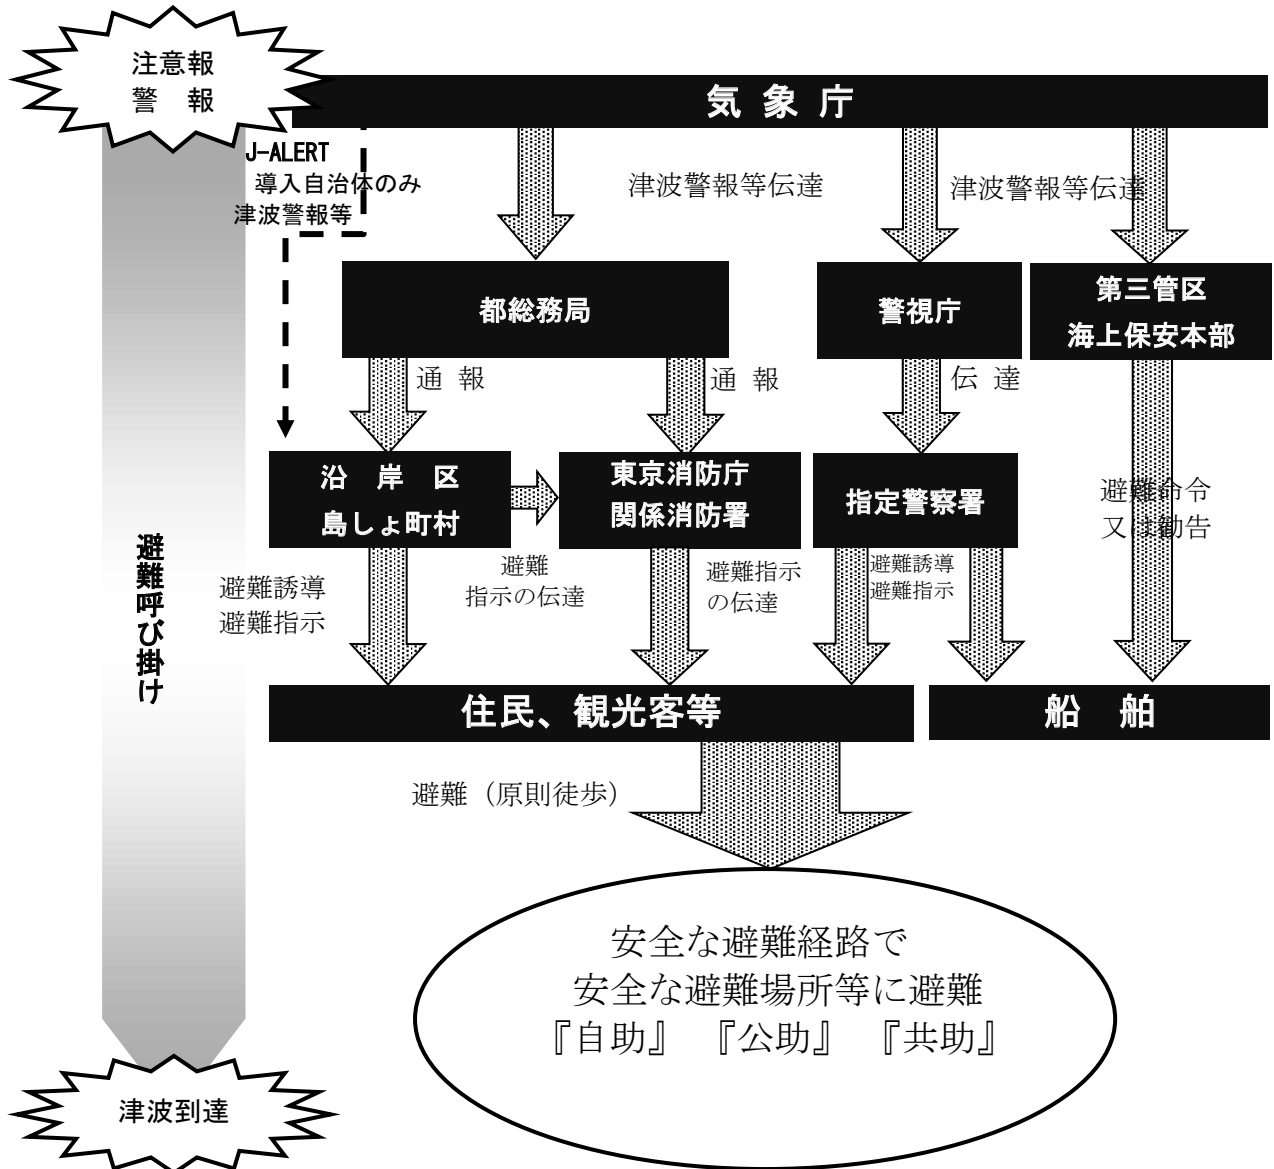 注意報
警　報
気 象 庁
J-ALERT
導入自治体のみ
津波警報等
津波警報等伝達
津波警報等伝達
都総務局
警視庁
第三管区
海上保安本部
通 報
通 報
伝 達
沿　岸　区
島しょ町村
東京消防庁
関係消防署
指定警察署
避難命令
又は勧告
避難誘導
避難指示
避難
指示の伝達
避難指示
の伝達
避難誘導
避難指示
避難呼び掛け
住民、観光客等
船　舶
避難（原則徒歩）
安全な避難経路で
安全な避難場所等に避難
『自助』　『公助』　『共助』
津波到達